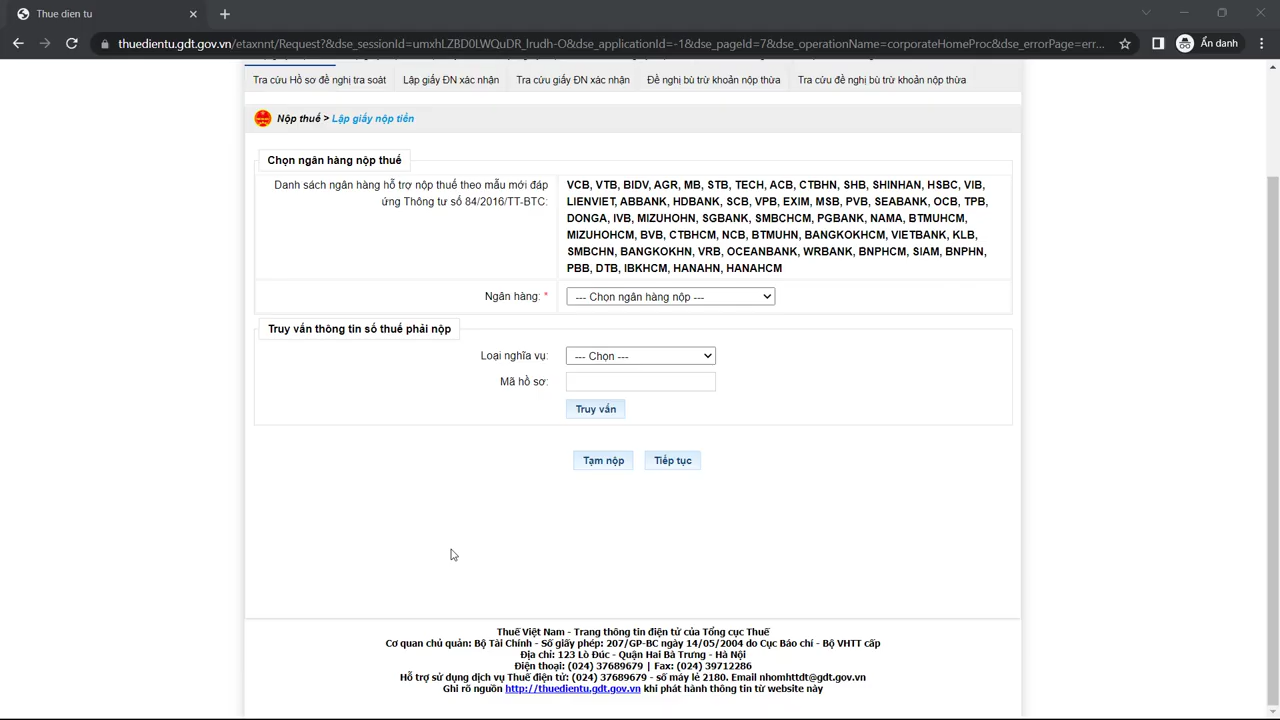 Thue dien tu
thuedientu.gdt.gov.vn/etaxnnt/Request?&dse_sessionId=umxhLZBD0LWQuDR_lrudh-O&dse_applicationId=-1&dse_pageId=7&dse_operationName=corporateHomeProc&dse_errorPage=err...
Ẩn danh
Tra cứu Hồ sơ đề nghị tra soát Lập giấy ĐN xác nhận Tra cứu giấy ĐN xác nhận Đề nghị bù trừ khoản nộp thừa Tra cứu đề nghị bù trừ khoản nộp thừa
Nộp thuế > Lập giấy nộp tiền
Chọn ngân hàng nộp thuế
Danh sách ngân hàng hỗ trợ nộp thuế theo mẫu mới đáp
ứng Thông tư số 84/2016/TT-BTC:
VCB, VTB, BIDV, AGR, MB, STB, TECH, ACB, CTBHN, SHB, SHINHAN, HSBC, VIB,
LIENVIET, ABBANK, HDBANK, SCB, VPB, EXIM, MSB, PVB, SEABANK, OCB, TPB,
DONGA, IVB, MIZUHOHN, SGBANK, SMBCHCM, PGBANK, NAMA, BTMUHCM,
MIZUHOHCM, BVB, CTBHCM, NCB, BTMUHN, BANGKOKHCM, VIETBANK, KLB,
SMBCHN, BANGKOKHN, VRB, OCEANBANK, WRBANK, BNPHCM, SIAM, BNPHN,
PBB, DTB, IBKHCM, HANAHN, HANAHCM
Ngân hàng: * --- Chọn ngân hàng nộp ---
Truy vấn thông tin số thuế phải nộp
Loại nghĩa vụ: --- Chọn ---
Mã hồ sơ:
Truy vấn
Tạm nộp Tiếp tục
Thuế Việt Nam - Trang thông tin điện tử của Tổng cục Thuế
Cơ quan chủ quản: Bộ Tài Chính - Số giấy phép: 207/GP-BC ngày 14/05/2004 do Cục Báo chí - Bộ VHTT cấp
Địa chỉ: 123 Lò Đúc - Quận Hai Bà Trưng - Hà Nội
Điện thoại: (024) 37689679 | Fax: (024) 39712286
Hỗ trợ sử dụng dịch vụ Thuế điện tử: (024) 37689679 - số máy lẻ 2180. Email nhomhttdt@gdt.gov.vn
Ghi rõ nguồn http://thuedientu.gdt.gov.vn khi phát hành thông tin từ website này